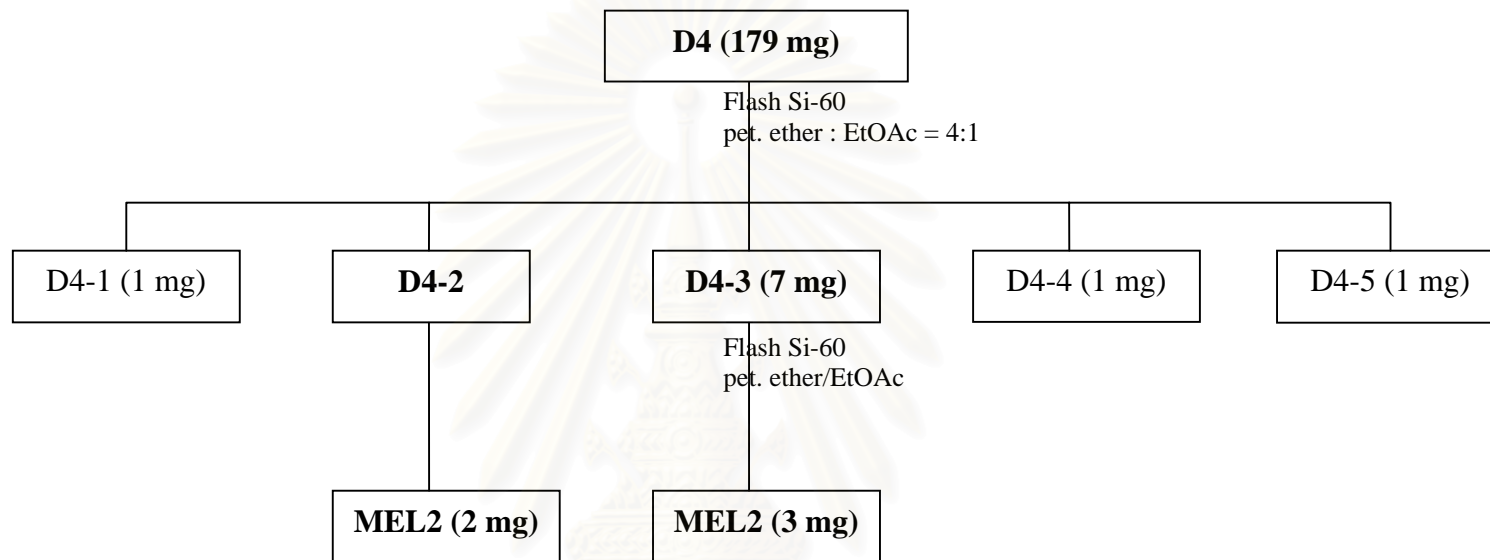 D4 (179 mg)
Flash Si-60
pet. ether : EtOAc = 4:1
D4-1 (1 mg)
D4-2
D4-3 (7 mg)
D4-4 (1 mg)
D4-5 (1 mg)
Flash Si-60
pet. ether/EtOAc
MEL2 (2 mg)
MEL2 (3 mg)